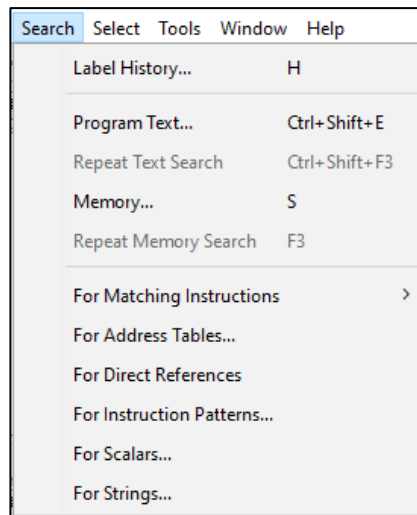 Search Select Tools Window Help
Label History... H
Program Text... Ctrl+Shift+E
Repeat Text Search Ctrl+Shift+F3
Memory... S
Repeat Memory Search F3
For Matching Instructions
For Address Tables...
For Direct References
For Instruction Patterns...
For Scalars...
For Strings...